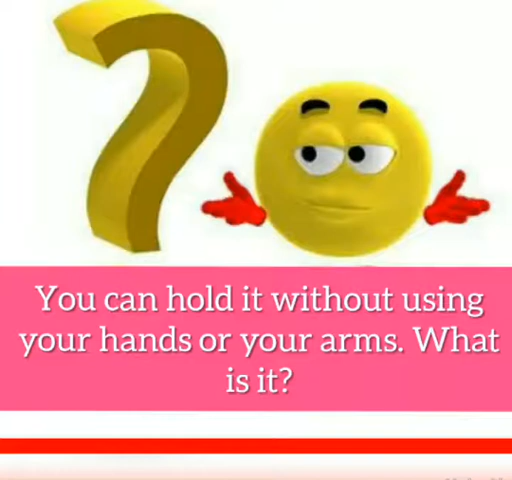 You can hold it without using
your hands or your arms. What
is it?